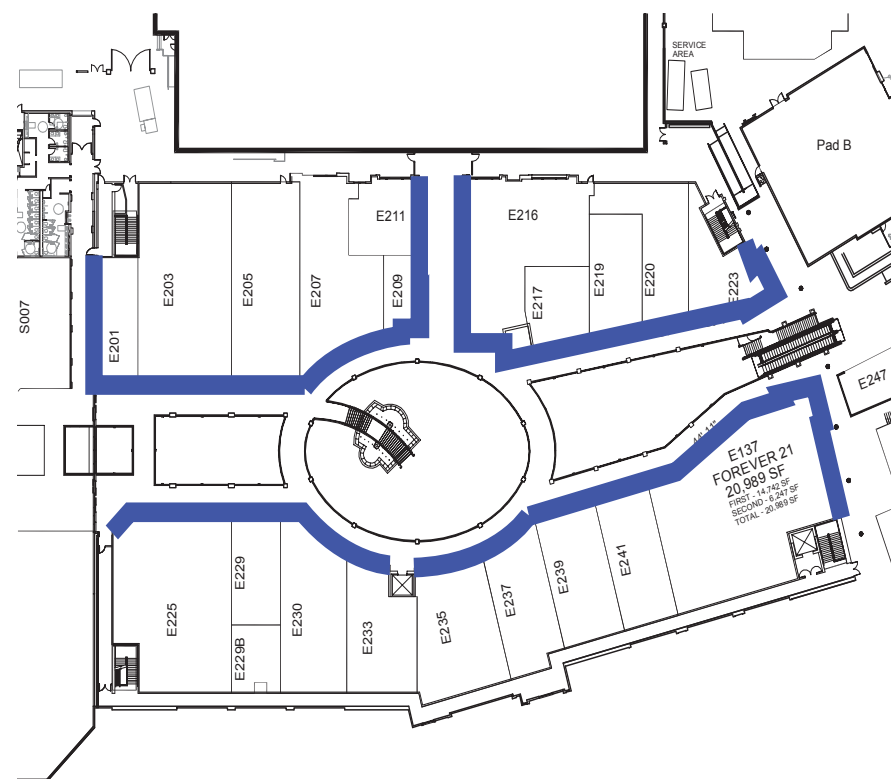 SERVICE
AREA
Pad B
E211
E216
E203
E205
E207
E209
E217
E219
E220
E223
E201
S007
E247
E137
FOREVER 21
20,989 SF
FIRST - 14,742 SF
SECOND - 6,247 SF
TOTAL - 20,989 SF
E225
E229
E229B
E230
E233
E235
E237
E239
E241